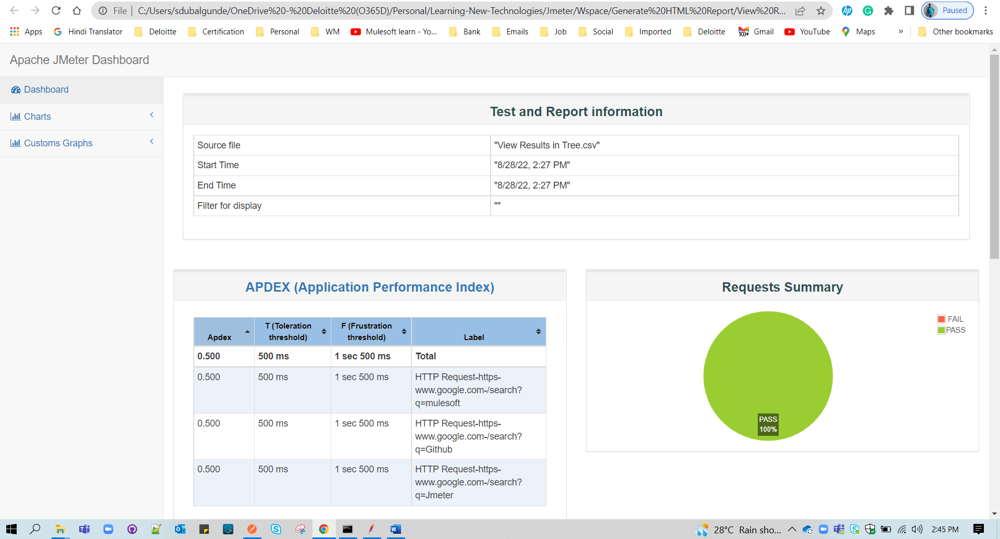 File | C:/Users/sdubalgunde/OneDrive%20-%20Deloitte%20(O365D)/Personal/Learning-New-Technologies/Jmeter/Wspace/Generate%20HTML%20Report/View%20R...
Paused
Apps Hindi Translator Deloitte Certification Personal WM Mulesoft learn - Yo... Bank Emails Job Social Imported Deloitte 100+ Gmail YouTube Maps » Other bookmarks
Apache JMeter Dashboard
Dashboard
Charts
Customs Graphs
Test and Report information
Source file "View Results in Tree.csv"
Start Time "8/28/22, 2:27 PM"
End Time "8/28/22, 2:27 PM"
Filter for display ""
APDEX (Application Performance Index)
Apdex T (Toleration threshold) F (Frustration threshold) Label
0.500 500 ms 1 sec 500 ms Total
0.500 500 ms 1 sec 500 ms HTTP Request-https-
www.google.com-/search?
q=mulesoft
0.500 500 ms 1 sec 500 ms HTTP Request-https-
www.google.com-/search?
q=Github
0.500 500 ms 1 sec 500 ms HTTP Request-https-
www.google.com-/search?
q=Jmeter
Requests Summary
FAIL
PASS
PASS
100%
28°C Rain sho... 2:45 PM